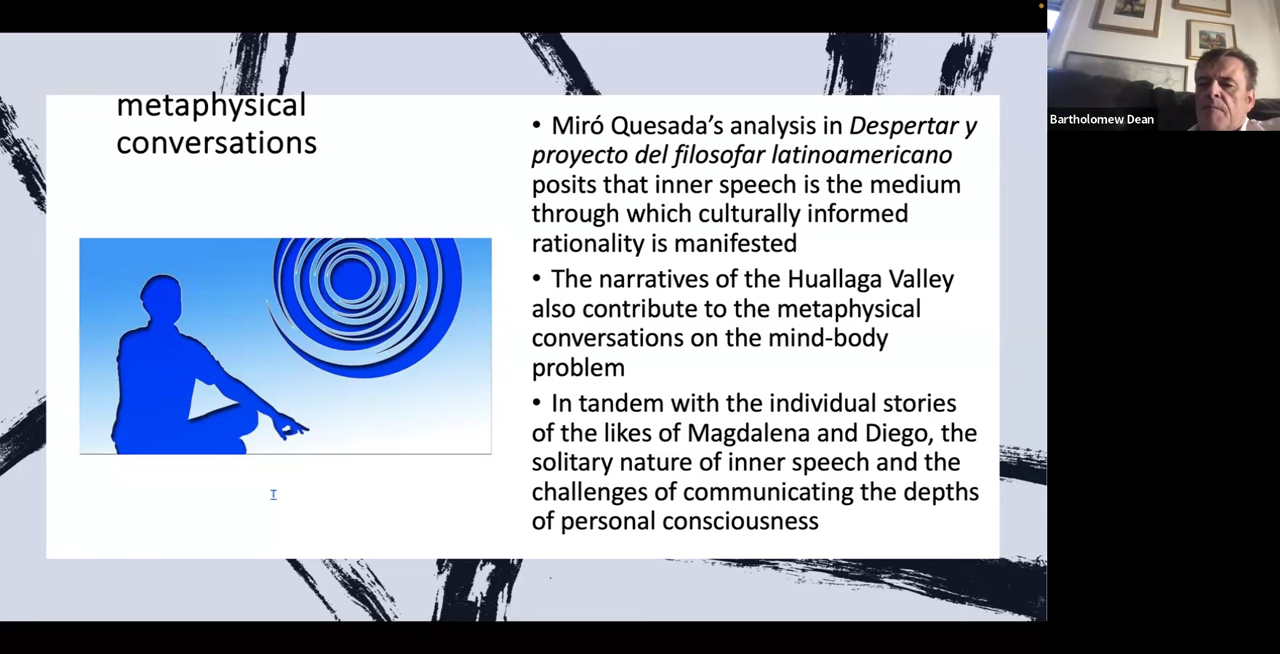 metaphysical
conversations
• Miró Quesada’s analysis in Despertar y
proyecto del filosofar latinoamericano
posits that inner speech is the medium
through which culturally informed
rationality is manifested
• The narratives of the Huallaga Valley
also contribute to the metaphysical
conversations on the mind-body
problem
• In tandem with the individual stories
of the likes of Magdalena and Diego, the
solitary nature of inner speech and the
challenges of communicating the depths
of personal consciousness
T
Bartholomew Dean